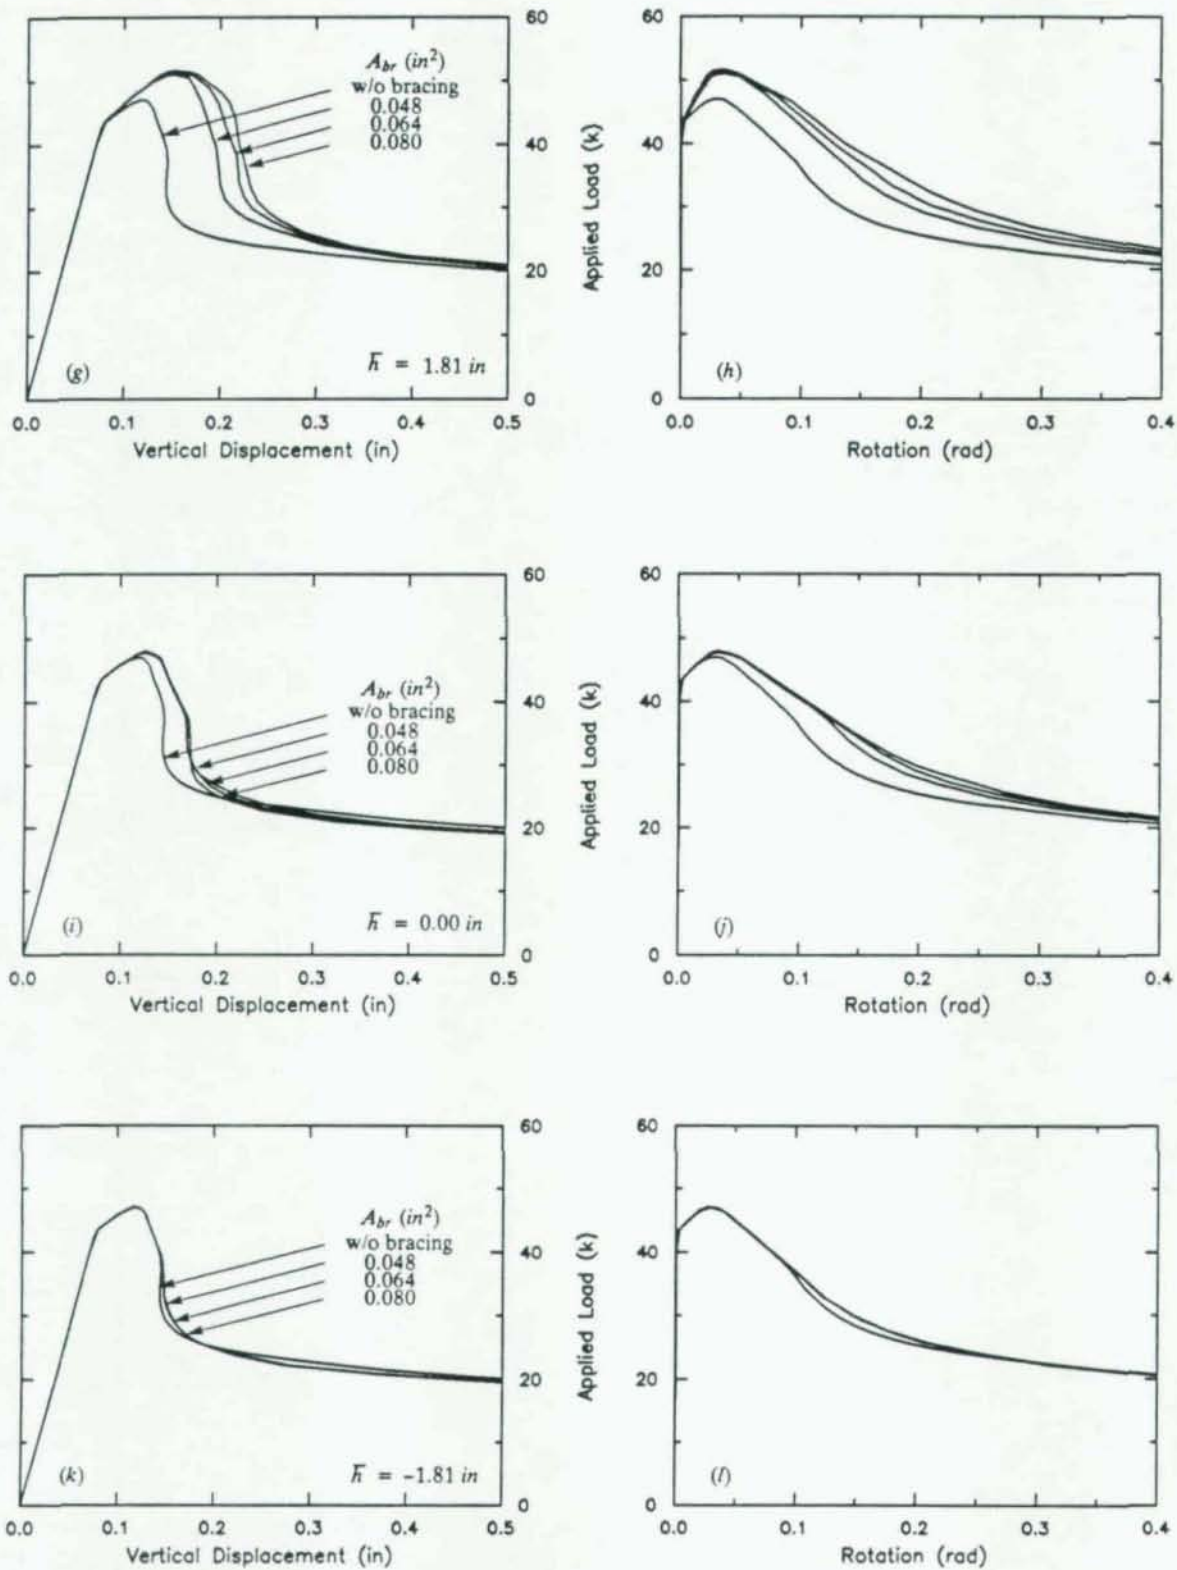 60
A_br (in²)
w/o bracing
0.048
0.064
0.080
40
20
0
(g)
h̄ = 1.81 in
0.0 0.1 0.2 0.3 0.4 0.5
Vertical Displacement (in)
60
40
20
0
Applied Load (k)
(h)
0.0 0.1 0.2 0.3 0.4
Rotation (rad)
60
A_br (in²)
w/o bracing
0.048
0.064
0.080
40
20
0
(i)
h̄ = 0.00 in
0.0 0.1 0.2 0.3 0.4 0.5
Vertical Displacement (in)
60
40
20
0
Applied Load (k)
(j)
0.0 0.1 0.2 0.3 0.4
Rotation (rad)
60
A_br (in²)
w/o bracing
0.048
0.064
0.080
40
20
0
(k)
h̄ = -1.81 in
0.0 0.1 0.2 0.3 0.4 0.5
Vertical Displacement (in)
60
40
20
0
Applied Load (k)
(l)
0.0 0.1 0.2 0.3 0.4
Rotation (rad)